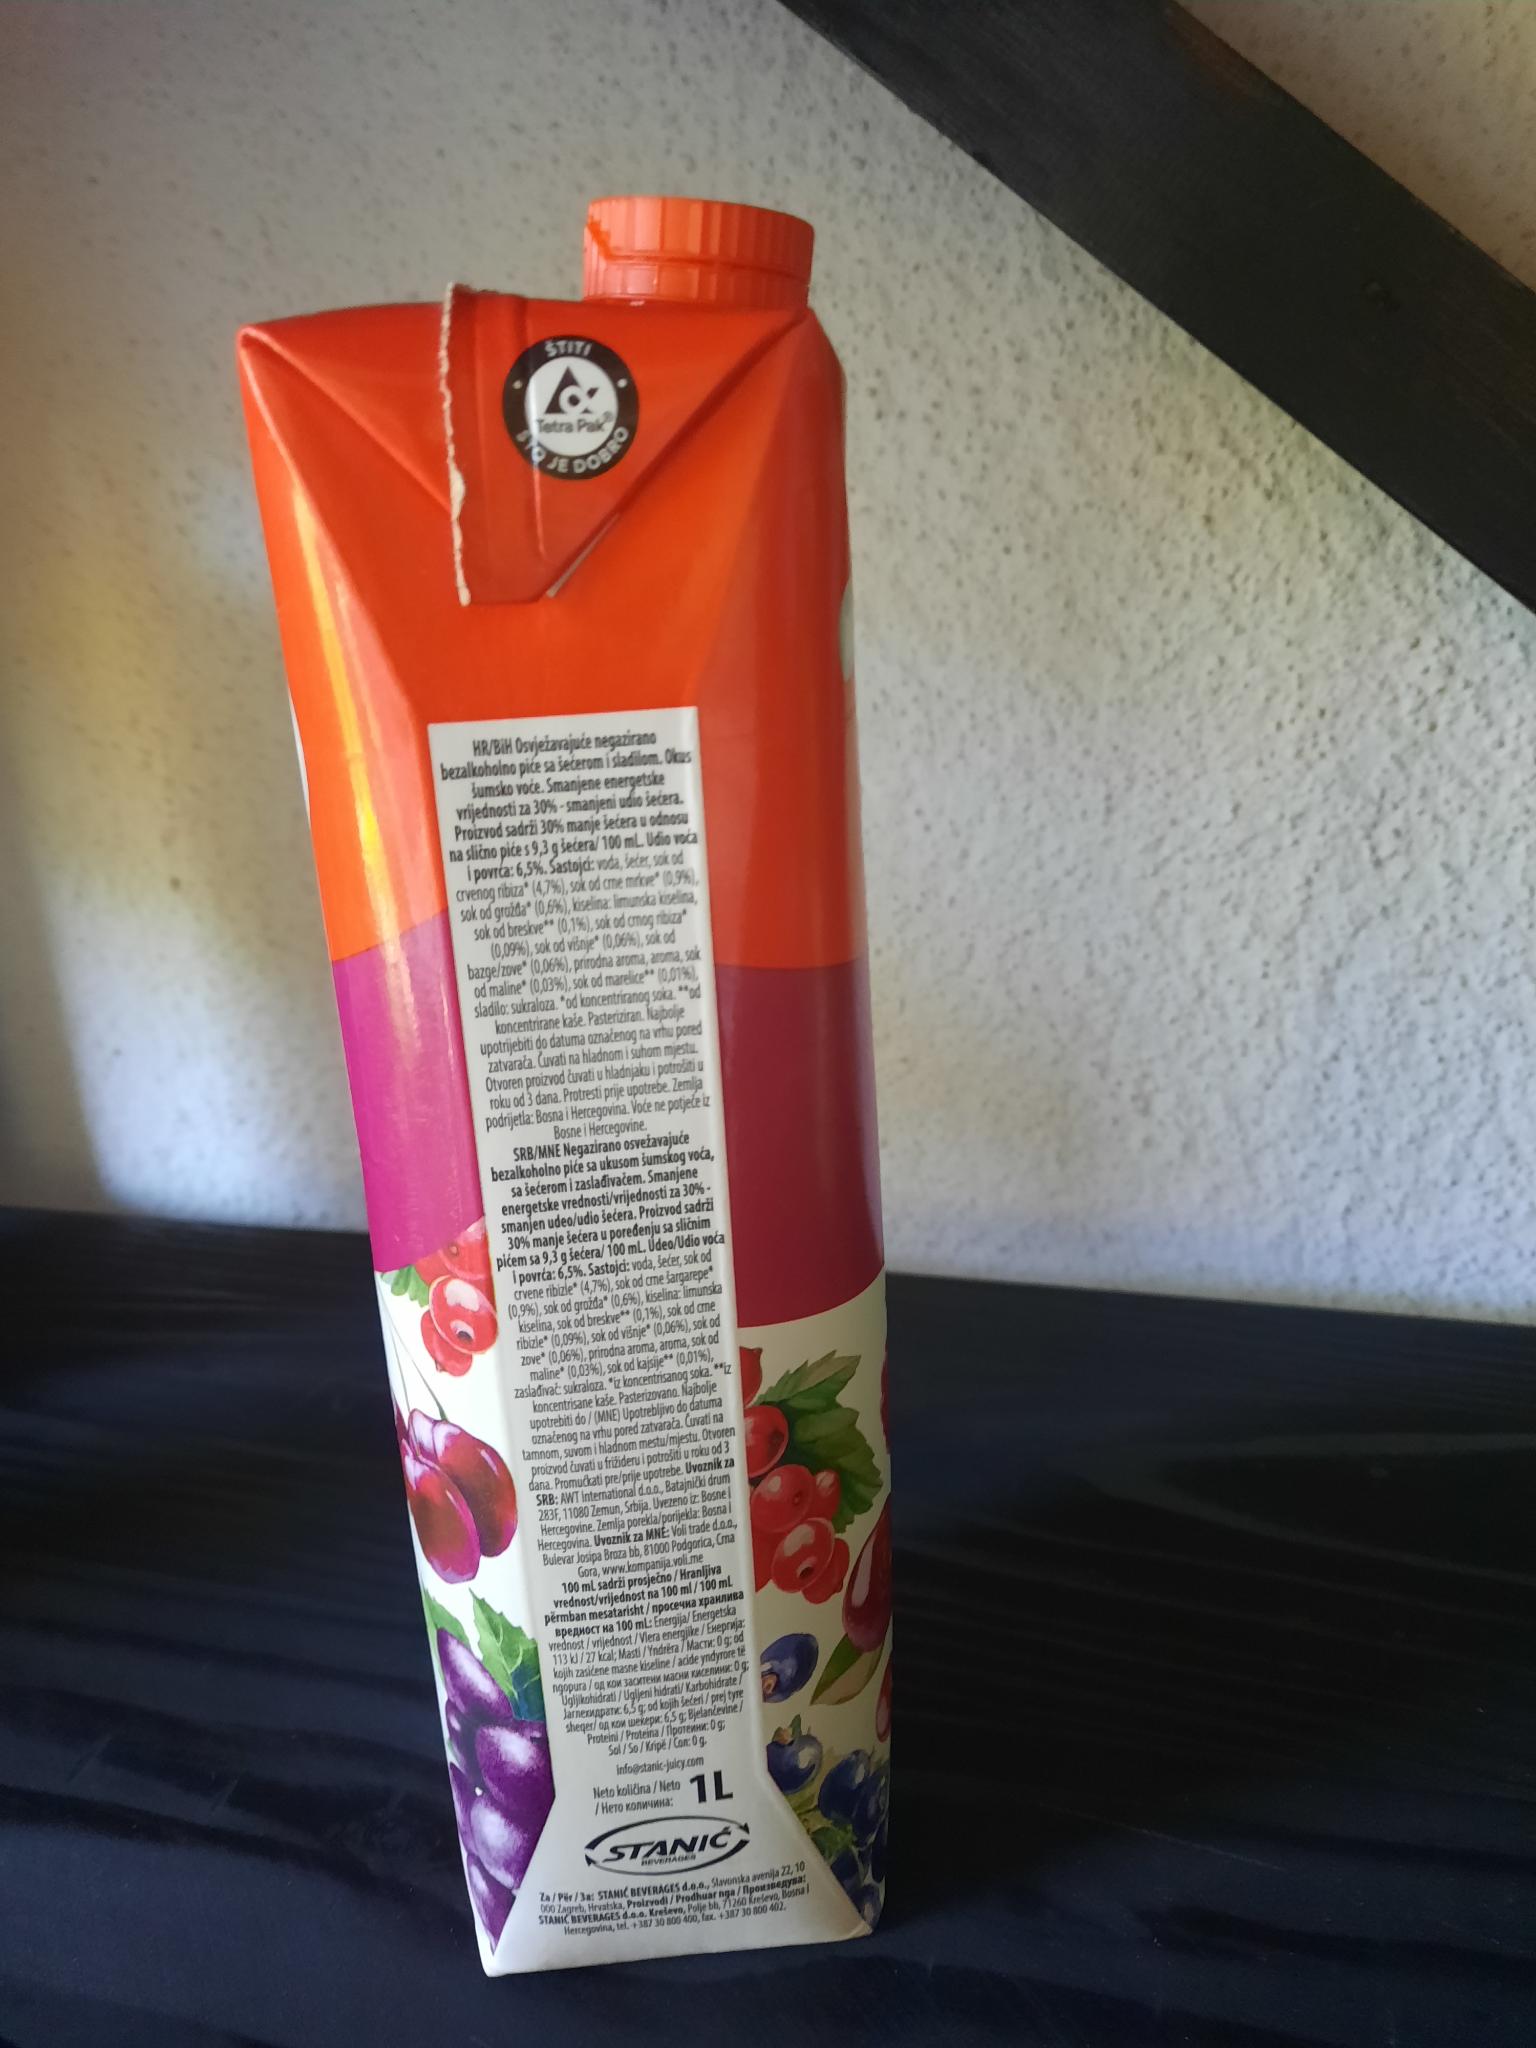 ŠTITI
Tetra Pak®
ŠTO JE DOBRO
HR/BiH Osvježavajuće negazirano
bezalkoholno piće sa šećerom i sladilom. Okus
šumsko voće. Smanjene energetske
vrijednosti za 30% - smanjeni udio šećera.
Proizvod sadrži 30% manje šećera u odnosu
na slično piće s 9,3 g šećera/ 100 mL. Udio voća
i povrća: 6,5%. Sastojci: voda, šećer, sok od
crvenog ribiza* (4,7%), sok od crne mrkve* (0,9%),
sok od grožđa* (0,6%), kiselina: limunska kiselina,
sok od breskve** (0,1%), sok od crnog ribiza*
(0,09%), sok od višnje* (0,06%), sok od
bazge/zove* (0,06%), prirodna aroma, aroma, sok
od maline* (0,03%), sok od marelice** (0,01%),
sladilo: sukraloza. *od koncentriranog soka. **od
koncentrirane kaše. Pasteriziran. Najbolje
upotrijebiti do datuma označenog na vrhu pored
zatvarača. Čuvati na hladnom i suhom mjestu.
Otvoren proizvod čuvati u hladnjaku i potrošiti u
roku od 3 dana. Protresti prije upotrebe. Zemlja
podrijetla: Bosna i Hercegovina. Voće ne potječe iz
Bosne i Hercegovine.
SRB/MNE Negazirano osvežavajuće
bezalkoholno piće sa ukusom šumskog voća,
sa šećerom i zaslađivačem. Smanjene
energetske vrednosti/vrijednosti za 30% -
smanjen udeo/udio šećera. Proizvod sadrži
30% manje šećera u poređenju sa sličnim
pićem sa 9,3 g šećera/ 100 mL. Udeo/Udio voća
i povrća: 6,5%. Sastojci: voda, šećer, sok od
crvene ribizle* (4,7%), sok od crne šargarepe*
(0,9%), sok od grožđa* (0,6%), kiselina: limunska
kiselina, sok od breskve** (0,1%), sok od crne
ribizle* (0,09%), sok od višnje* (0,06%), sok od
zove* (0,06%), prirodna aroma, aroma, sok od
maline* (0,03%), sok od kajsije** (0,01%),
zaslađivač: sukraloza. *iz koncentrisanog soka. **iz
koncentrisane kaše. Pasterizovano. Najbolje
upotrebiti do / (MNE) Upotrebljivo do datuma
označenog na vrhu pored zatvarača. Čuvati na
tamnom, suvom i hladnom mestu/mjestu. Otvoren
proizvod čuvati u frižideru i potrošiti u roku od 3
dana. Promućkati pre/prije upotrebe. Uvoznik za
SRB: AWT International d.o.o., Batajnički drum
283F, 11080 Zemun, Srbija. Uvezeno iz: Bosne i
Hercegovine. Zemlja porekla/porijekla: Bosna i
Hercegovina. Uvoznik za MNE: Voli trade d.o.o.,
Bulevar Josipa Broza bb, 81000 Podgorica, Crna
Gora, www.kompanija.voli.me
100 mL sadrži prosječno / Hranljiva
vrednost/vrijednost na 100 ml / 100 mL
përmban mesatarisht / просечна хранлива
вредност на 100 mL: Energija/ Energetska
vrednost / vrijednost / Vlera energjike / Енергија:
113 kJ / 27 kcal; Masti / Yndyra / Масти: 0 g; od
kojih zasićene masne kiseline / acide yndyrore të
ngopura / од кои заситени масни киселини: 0 g;
Ugljikohidrati / Ugljeni hidrati/ Karbohidrate /
Јагленхидрати: 6,5 g; od kojih šećeri / prej tyre
sheqer/ од кои шеќери: 6,5 g; Bjelančevine /
Proteini / Proteina / Протеини: 0 g;
Sol / So / Kripë / Сол: 0 g.
info@stanic-juicy.com
Neto količina / Neto
/ Нето количина: 1L
STANIĆ
BEVERAGES
Za / Për / За: STANIĆ BEVERAGES d.o.o., Slavonska avenija 22, 10
000 Zagreb, Hrvatska, Proizvodi / Prodhuar nga / Произведува:
STANIĆ BEVERAGES d.o.o. Kreševo, Polje bb, 71260 Kreševo, Bosna i
Hercegovina, tel. +387 30 800 400, fax. +387 30 800 402.